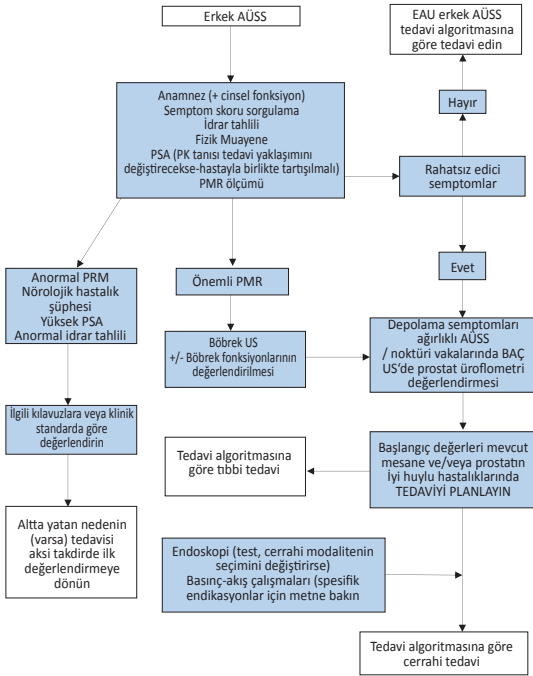 Erkek AÜSS
EAU erkek AÜSS
tedavi algoritmasına
göre tedavi edin
Anamnez (+ cinsel fonksiyon)
Semptom skoru sorgulama
İdrar tahlili
Fizik Muayene
PSA (PK tanısı tedavi yaklaşımını
değiştirecekse-hastayla birlikte tartışılmalı)
PMR ölçümü
Hayır
Rahatsız edici
semptomlar
Evet
Anormal PRM
Nörolojik hastalık
şüphesi
Yüksek PSA
Anormal idrar tahlili
Önemli PMR
Böbrek US
+/- Böbrek fonksiyonlarının
değerlendirilmesi
Depolama semptomları
ağırlıklı AÜSS
/ noktüri vakalarında BAÇ
US'de prostat üroflometri
değerlendirmesi
İlgili kılavuzlara veya klinik
standarda göre
değerlendirin
Tedavi algoritmasına
göre tıbbi tedavi
Başlangıç değerleri mevcut
mesane ve/veya prostatın
İyi huylu hastalıklarında
TEDAVİYİ PLANLAYIN
Altta yatan nedenin
(varsa) tedavisi
aksi takdirde ilk
değerlendirmeye
dönün
Endoskopi (test, cerrahi modalitenin
seçimini değiştirirse)
Basınç-akış çalışmaları (spesifik
endikasyonlar için metne bakın
Tedavi algoritmasına göre
cerrahi tedavi